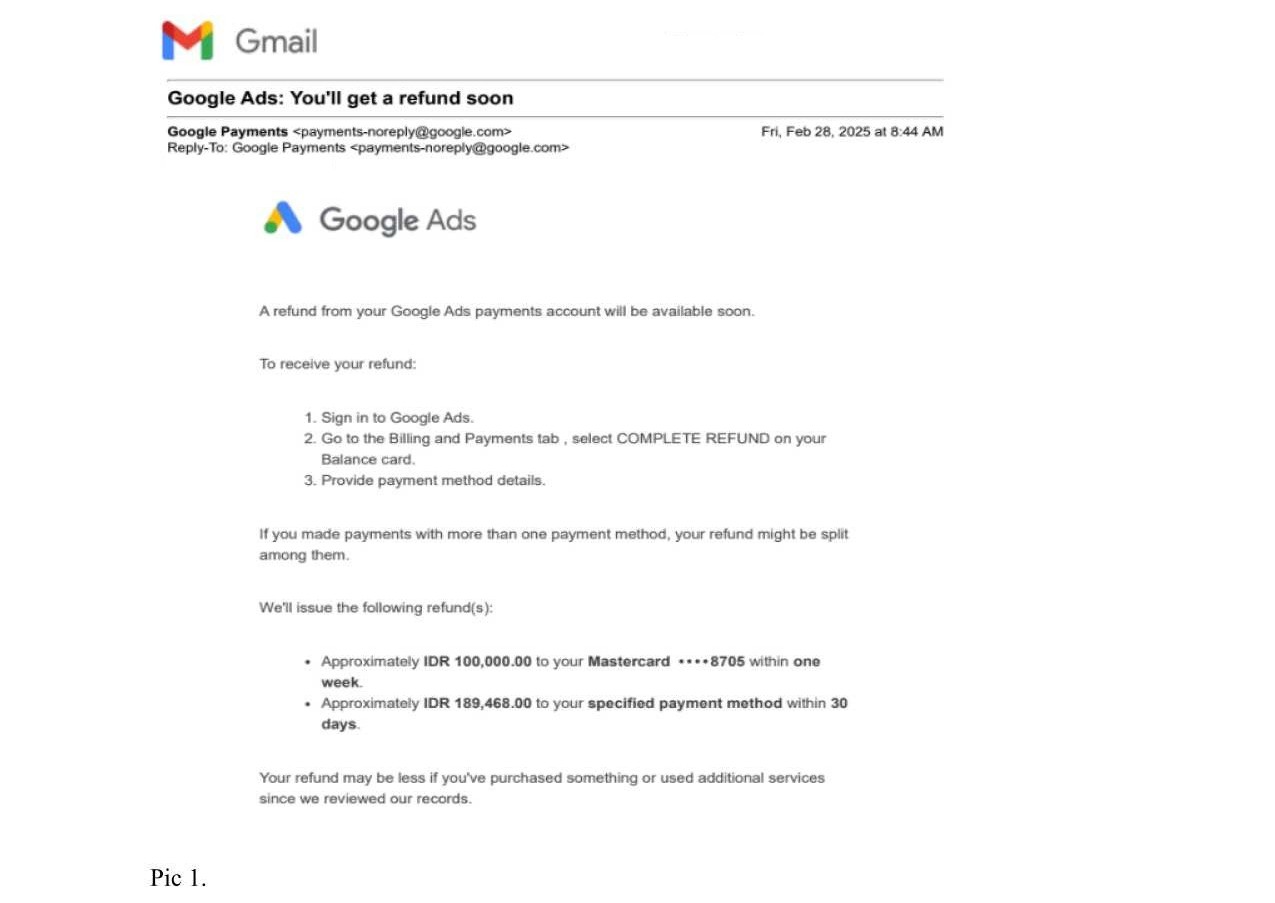 Gmail
Google Ads: You'll get a refund soon
Google Payments <payments-noreply@google.com> Fri, Feb 28, 2025 at 8:44 AM
Reply-To: Google Payments <payments-noreply@google.com>
Google Ads
A refund from your Google Ads payments account will be available soon.
To receive your refund:
1. Sign in to Google Ads.
2. Go to the Billing and Payments tab , select COMPLETE REFUND on your
Balance card.
3. Provide payment method details.
If you made payments with more than one payment method, your refund might be split
among them.
We'll issue the following refund(s):
• Approximately IDR 100,000.00 to your Mastercard ••••8705 within one
week.
• Approximately IDR 189,468.00 to your specified payment method within 30
days.
Your refund may be less if you've purchased something or used additional services
since we reviewed our records.
Pic 1.